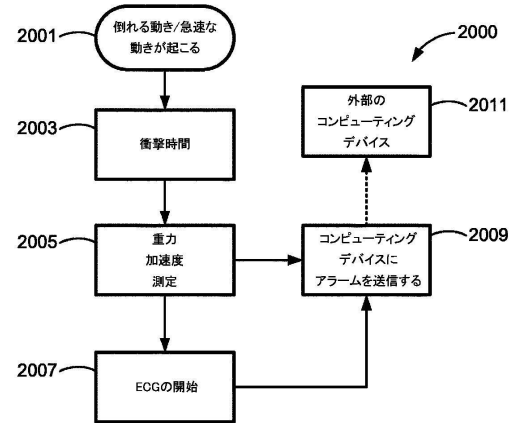 2001
倒れる動き/急速な
動きが起こる
2000
2003
衝撃時間
外部の
コンピューティング
デバイス
2011
2005
重力
加速度
測定
コンピューティング
デバイスに
アラームを送信する
2009
2007
ECGの開始